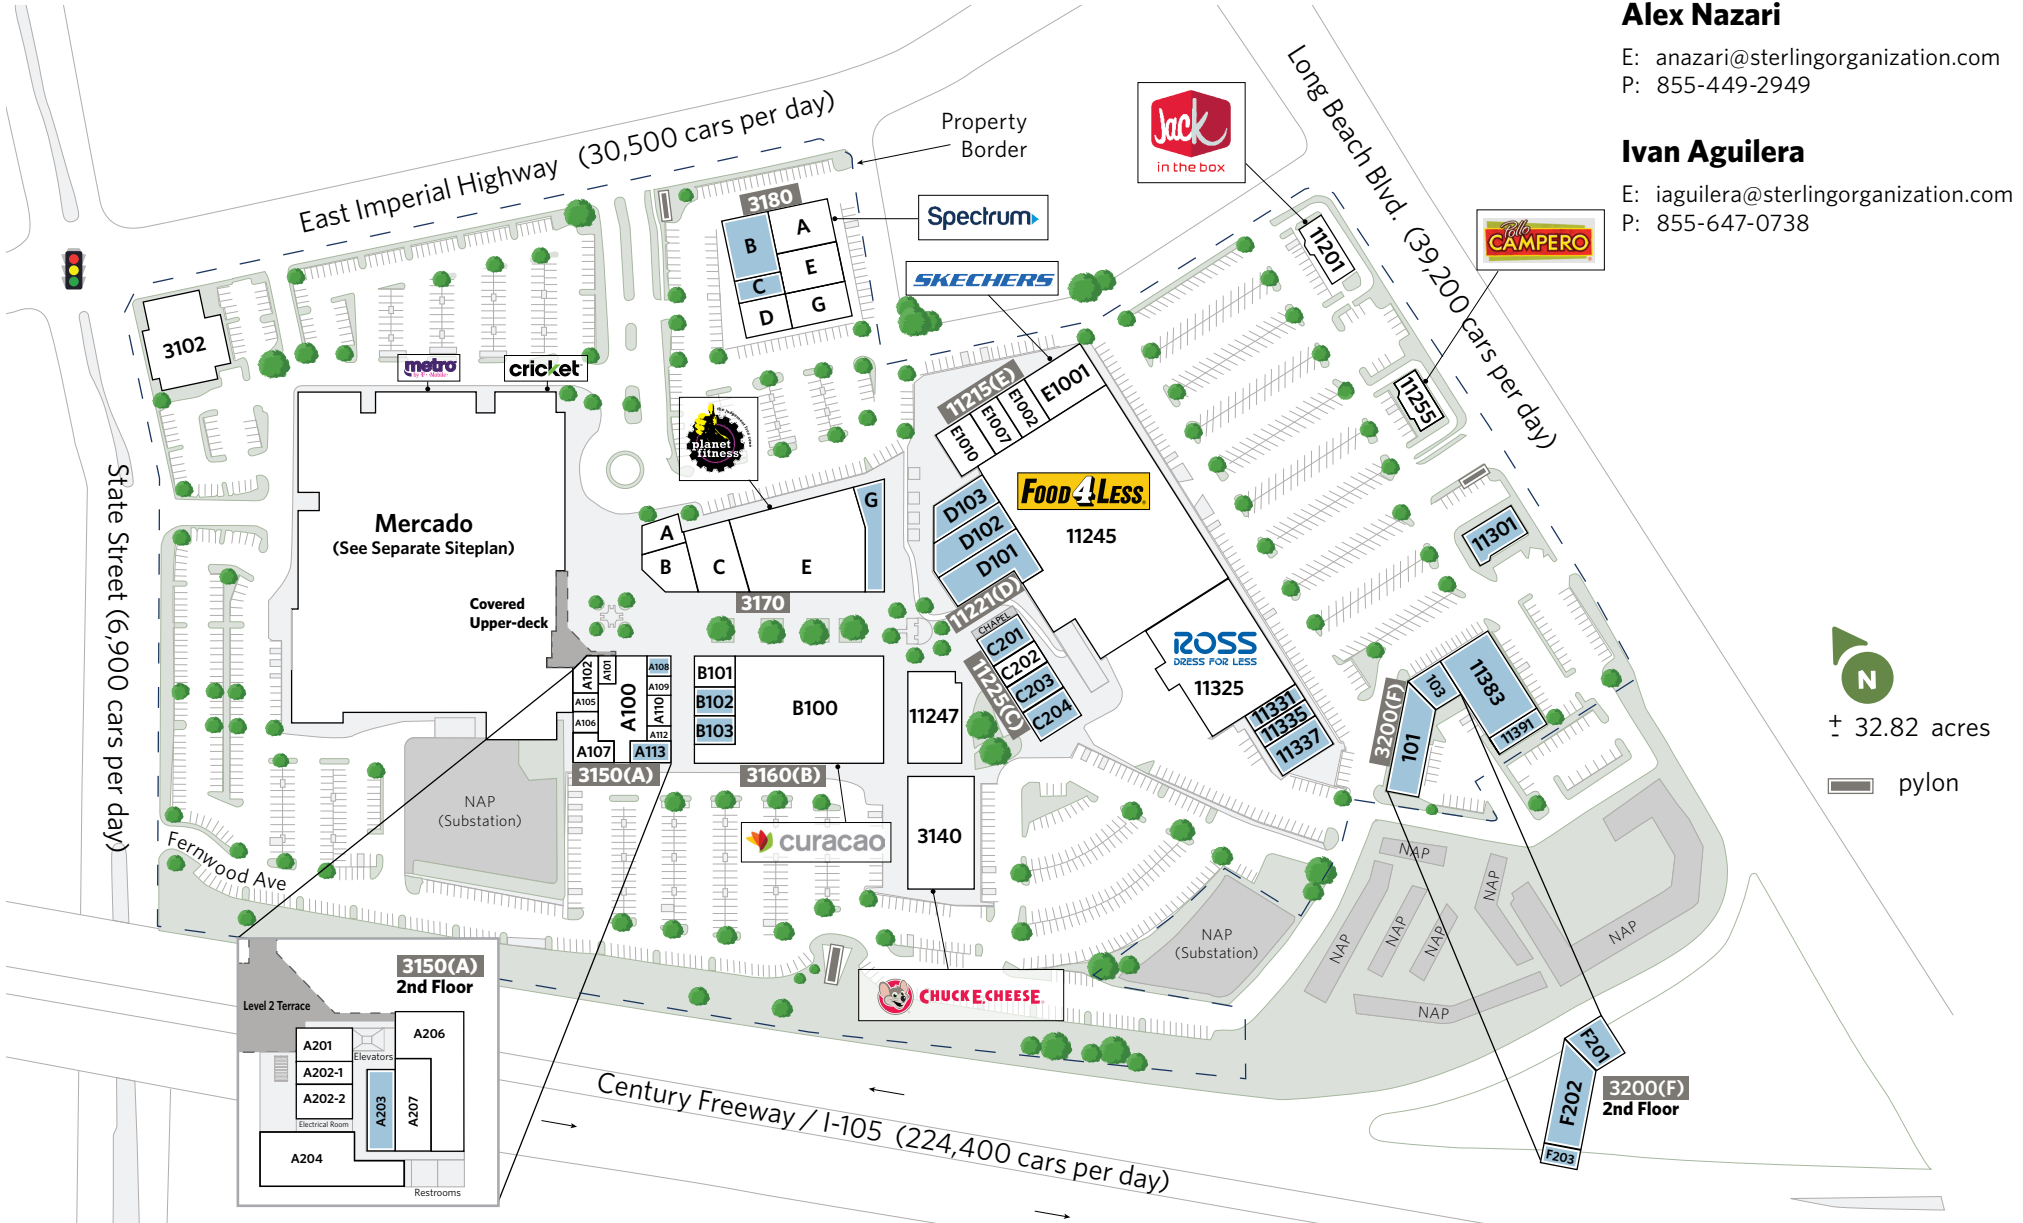 Alex Nazari
E: anazari@sterlingorganization.com
P: 855-449-2949
Ivan Aguilera
E: iaguilera@sterlingorganization.com
P: 855-647-0738
East Imperial Highway (30,500 cars per day)
Property
Border
Long Beach Blvd. (39,200 cars per day)
Jack
in the box
Pollo
CAMPERO
Spectrum
SKECHERS
3180
B
A
C
E
D
G
11201
11255
3102
metro
by T-Mobile
cricket
planet
fitness
11215(E)
E1001
E1002
E1007
E1010
FOOD 4 LESS
11245
D103
D102
D101
11221(D)
Mercado
(See Separate Siteplan)
State Street (6,900 cars per day)
Covered
Upper-deck
A
B
C
E
G
3170
11301
CHAPEL
C201
C202
C203
C204
11225(C)
ROSS
DRESS FOR LESS
11325
11331
11335
11337
3200(F)
103
101
11383
11391
N
± 32.82 acres
pylon
A102
A101
A105
A106
A107
A100
A108
A109
A110
A112
A113
3150(A)
B101
B102
B103
B100
3160(B)
11247
3140
curacao
CHUCK E. CHEESE
NAP
(Substation)
Fernwood Ave
NAP
(Substation)
NAP
NAP
NAP
NAP
NAP
NAP
NAP
3150(A)
2nd Floor
Level 2 Terrace
A201
A202-1
A202-2
Electrical Room
A204
Elevators
A206
A203
A207
Restrooms
Century Freeway / I-105 (224,400 cars per day)
F201
F202
F203
3200(F)
2nd Floor